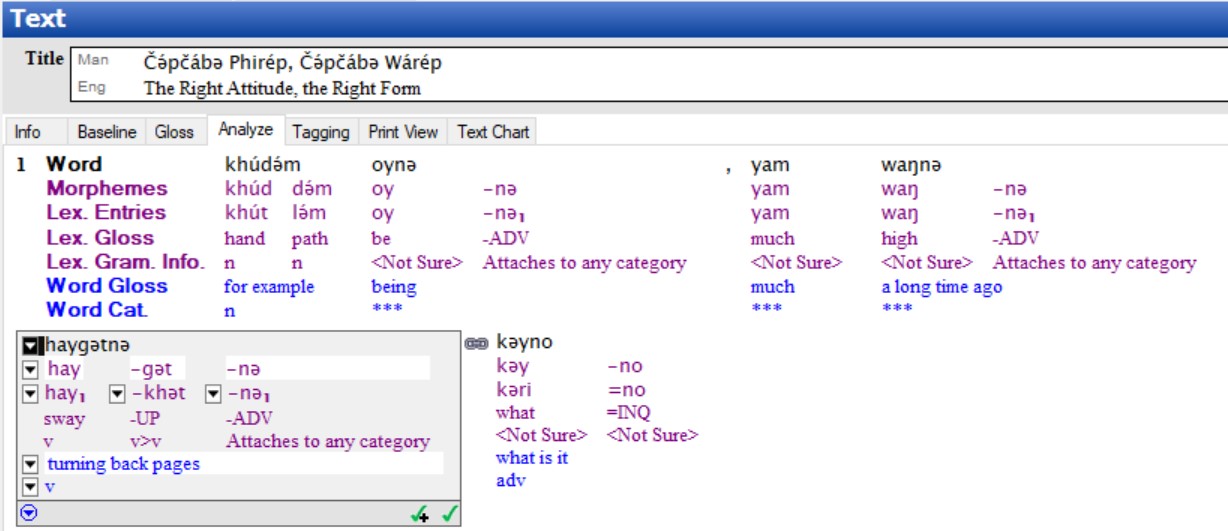 Text
Title Man Čə́pčábə Phirép, Čə́pčábə Wárép
Eng The Right Attitude, the Right Form
Info Baseline Gloss Analyze Tagging Print View Text Chart
1 Word khúdə́m oynə , yam waŋnə
Morphemes khúd də́m oy -nə yam waŋ -nə
Lex. Entries khút lə́m oy -nə₁ yam waŋ -nə₁
Lex. Gloss hand path be -ADV much high -ADV
Lex. Gram. Info. n n <Not Sure> Attaches to any category <Not Sure> <Not Sure> Attaches to any category
Word Gloss for example being much a long time ago
Word Cat. n *** *** ***
haygətnə
hay -gət -nə
hay₁ -khət -nə₁
sway -UP -ADV
v v>v Attaches to any category
turning back pages
v
kəyno
kəy -no
kəri =no
what =INQ
<Not Sure> <Not Sure>
what is it
adv